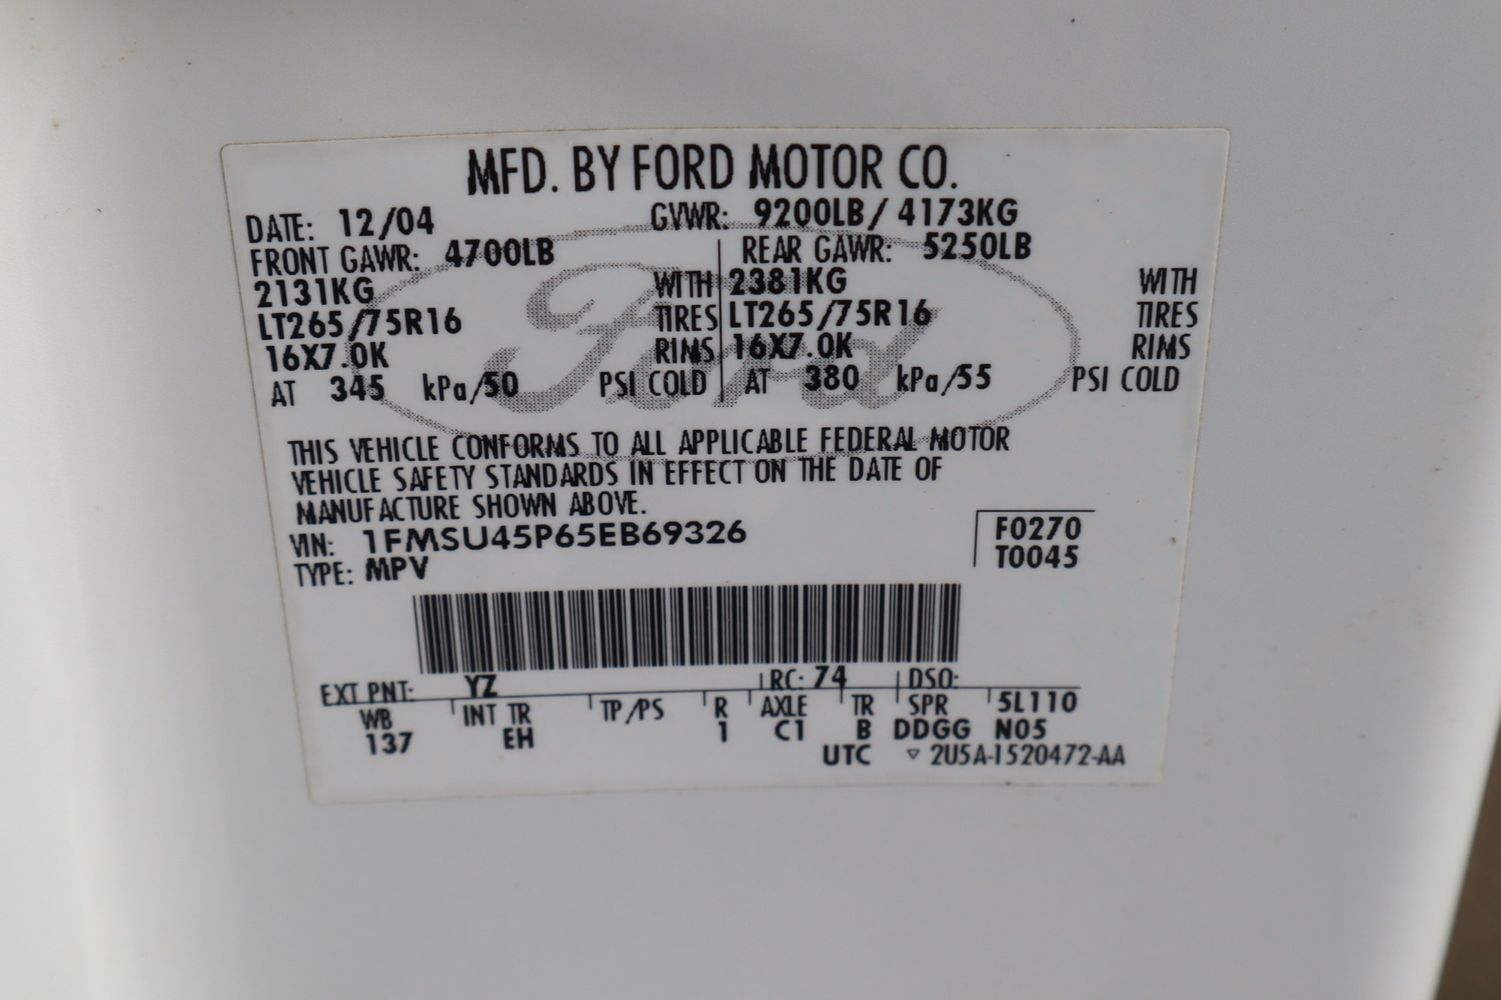 MFD. BY FORD MOTOR CO.
DATE: 12/04 GVWR: 9200LB/ 4173KG
FRONT GAWR: 4700LB REAR GAWR: 5250LB
2131KG WITH 2381KG WITH
LT265/75R16 TIRES LT265/75R16 TIRES
16X7.0K RIMS 16X7.0K RIMS
AT 345 kPa/50 PSI COLD AT 380 kPa/55 PSI COLD
Ford
THIS VEHICLE CONFORMS TO ALL APPLICABLE FEDERAL MOTOR
VEHICLE SAFETY STANDARDS IN EFFECT ON THE DATE OF
MANUFACTURE SHOWN ABOVE.
VIN: 1FMSU45P65EB69326 F0270
TYPE: MPV T0045
EXT PNT: YZ RC: 74 DSO:
WB INT TR TP/PS R AXLE TR SPR 5L110
137 EH 1 C1 B DDGG N05
UTC ▽ 2U5A-1520472-AA